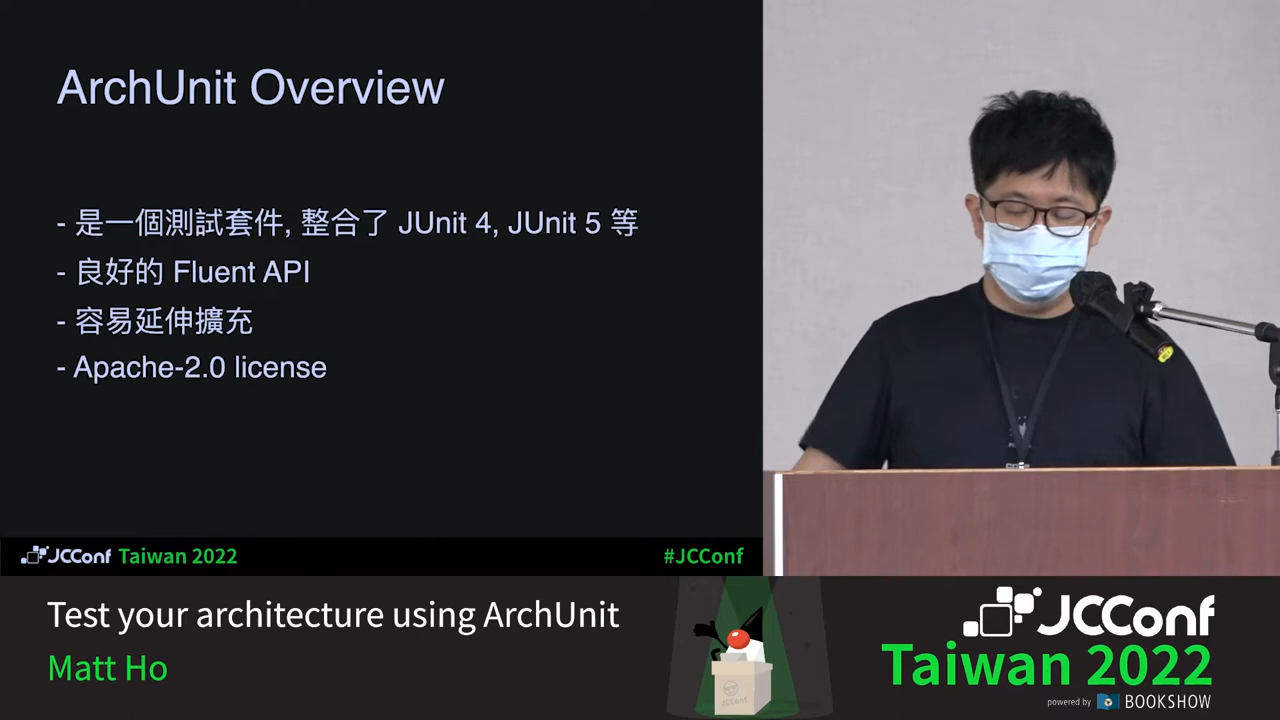 ArchUnit Overview
- 是一個測試套件, 整合了 JUnit 4, JUnit 5 等
- 良好的 Fluent API
- 容易延伸擴充
- Apache-2.0 license
JCConf Taiwan 2022
#JCConf
Test your architecture using ArchUnit
Matt Ho
JCConf
JCConf
Taiwan 2022
powered by BOOKSHOW